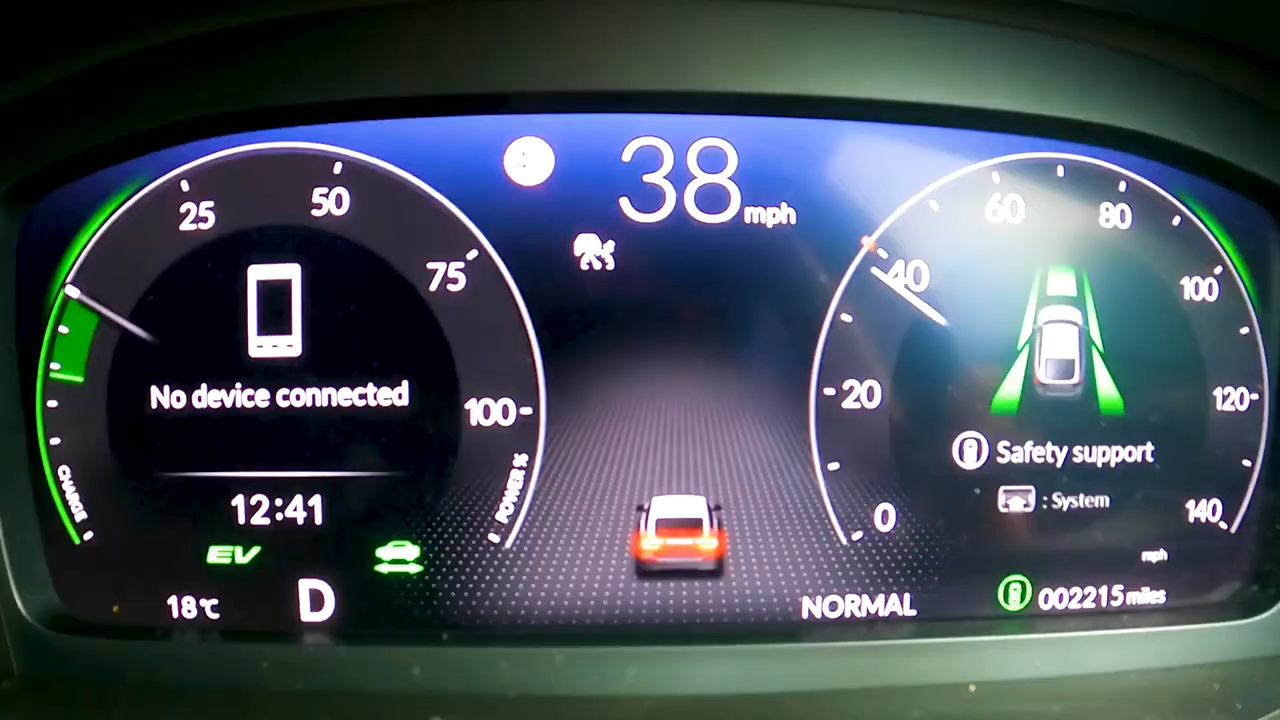 38 mph
25
50
75
100
POWER %
CHARGE
No device connected
12:41
EV
18°C
D
NORMAL
0
20
40
60
80
100
120
140
mph
Safety support
: System
002215 miles